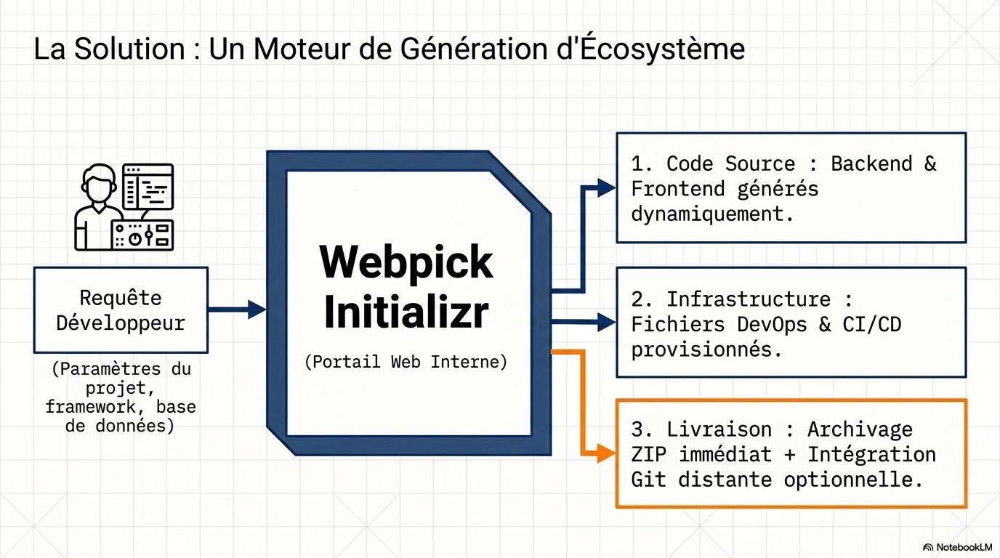 La Solution : Un Moteur de Génération d'Écosystème
Requête
Développeur
(Paramètres du
projet,
framework, base
de données)
Webpick
Initializr
(Portail Web Interne)
1. Code Source : Backend &
Frontend générés
dynamiquement.
2. Infrastructure :
Fichiers DevOps & CI/CD
provisionnés.
3. Livraison : Archivage
ZIP immédiat + Intégration
Git distante optionnelle.
NotebookLM